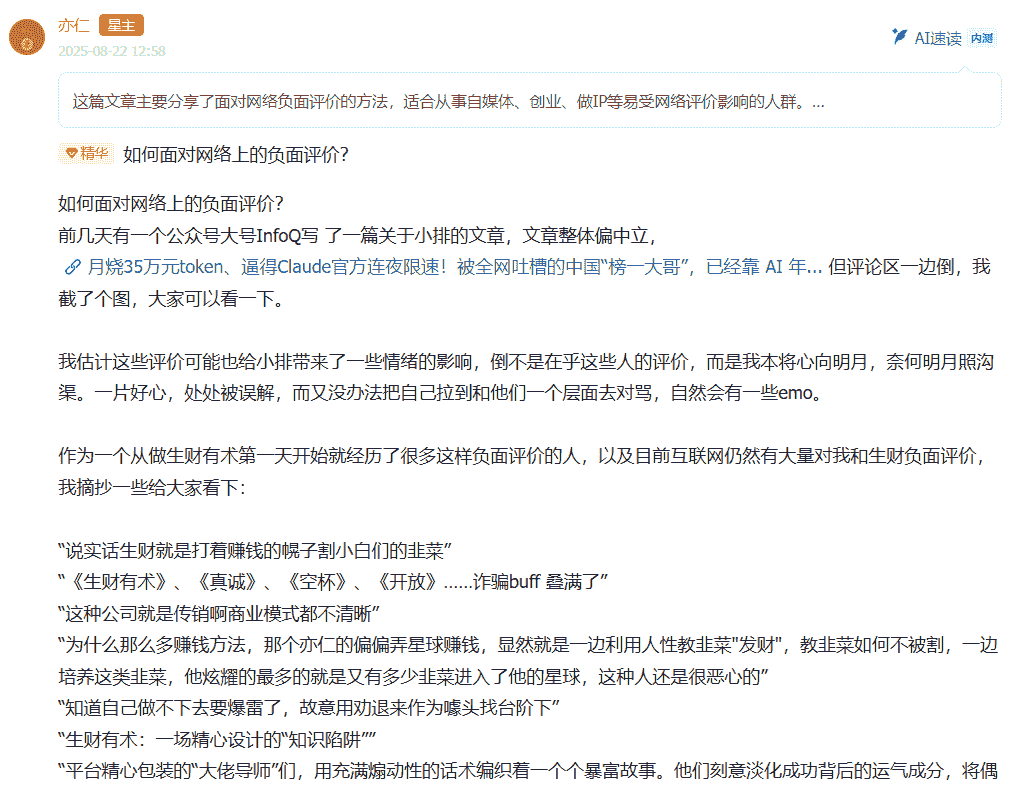 亦仁 星主
2025-08-22 12:58
AI速读 内测
这篇文章主要分享了面对网络负面评价的方法，适合从事自媒体、创业、做IP等易受网络评价影响的人群。...
精华 如何面对网络上的负面评价？
如何面对网络上的负面评价？
前几天有一个公众号大号InfoQ写 了一篇关于小排的文章，文章整体偏中立，
月烧35万元token、逼得Claude官方连夜限速！被全网吐槽的中国“榜一大哥”，已经靠 AI 年... 但评论区一边倒，我
截了个图，大家可以看一下。
我估计这些评价可能也给小排带来了一些情绪的影响，倒不是在乎这些人的评价，而是我本将心向明月，奈何明月照沟
渠。一片好心，处处被误解，而又没办法把自己拉到和他们一个层面去对骂，自然会有一些emo。
作为一个从做生财有术第一天开始就经历了很多这样负面评价的人，以及目前互联网仍然有大量对我和生财负面评价，
我摘抄一些给大家看下：
“说实话生财就是打着赚钱的幌子割小白们的韭菜”
“《生财有术》、《真诚》、《空杯》、《开放》……诈骗buff 叠满了”
“这种公司就是传销啊商业模式都不清晰”
“为什么那么多赚钱方法，那个亦仁的偏偏弄星球赚钱，显然就是一边利用人性教韭菜"发财"，教韭菜如何不被割，一边
培养这类韭菜，他炫耀的最多的就是又有多少韭菜进入了他的星球，这种人还是很恶心的”
“知道自己做不下去要爆雷了，故意用劝退来作为噱头找台阶下”
“生财有术：一场精心设计的“知识陷阱””
“平台精心包装的“大佬导师”们，用充满煽动性的话术编织着一个个暴富故事。他们刻意淡化成功背后的运气成分，将偶